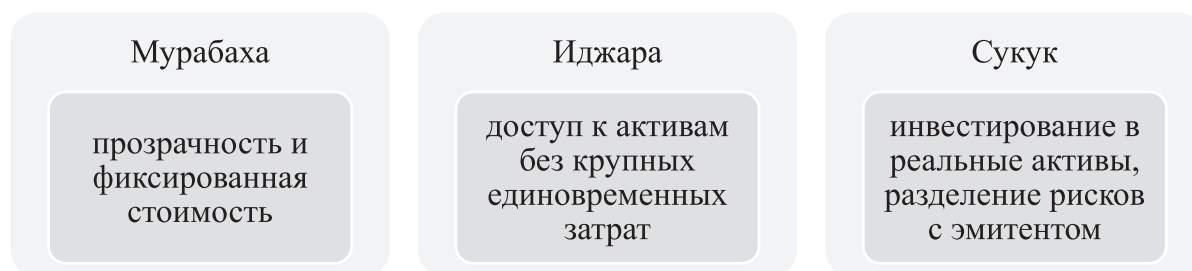 Мурабаха
прозрачность и
фиксированная
стоимость
Иджара
доступ к активам
без крупных
единовременных
затрат
Сукук
инвестирование в
реальные активы,
разделение рисков
с эмитентом